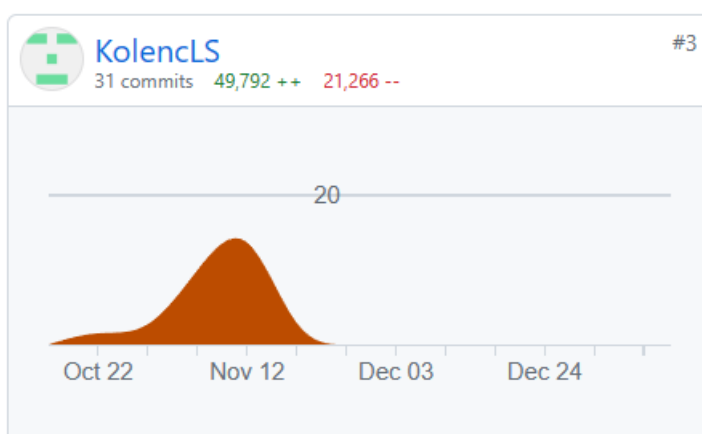 KolencLS
#3
31 commits 49,792 ++ 21,266 --
20
Oct 22 Nov 12 Dec 03 Dec 24